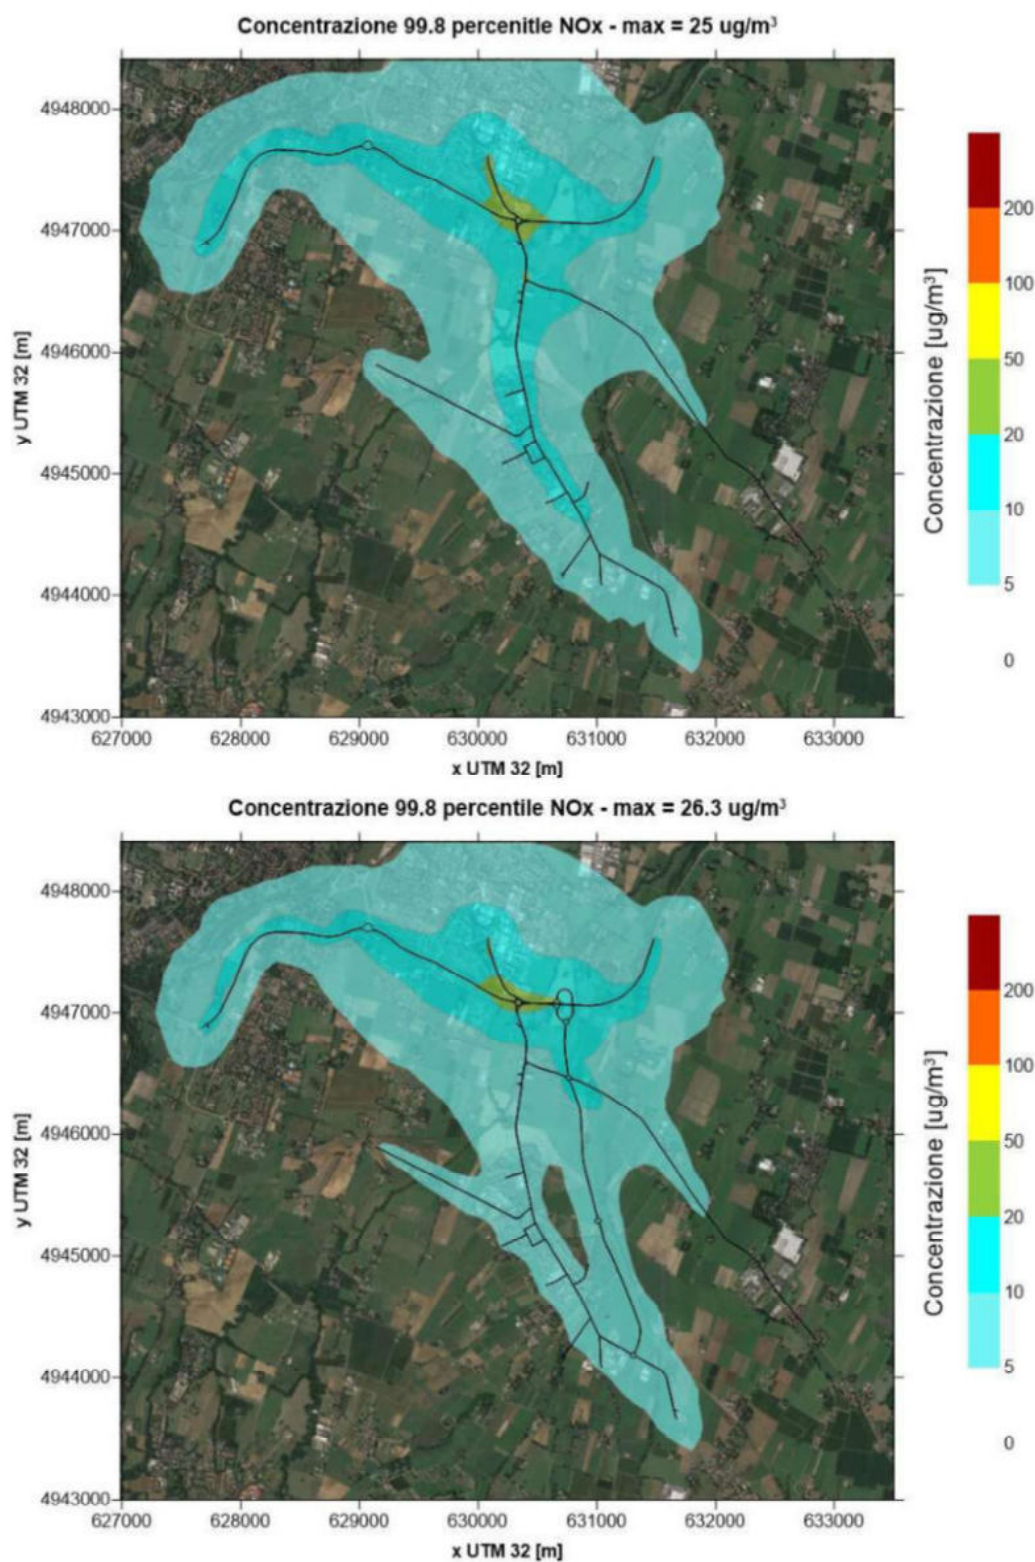 Concentrazione 99.8 percenitle NOx - max = 25 ug/m³
4948000
4947000
4946000
4945000
4944000
4943000
y UTM 32 [m]
627000 628000 629000 630000 631000 632000 633000
x UTM 32 [m]
Concentrazione [ug/m³]
200
100
50
20
10
5
0
Concentrazione 99.8 percentile NOx - max = 26.3 ug/m³
4948000
4947000
4946000
4945000
4944000
4943000
y UTM 32 [m]
627000 628000 629000 630000 631000 632000 633000
x UTM 32 [m]
Concentrazione [ug/m³]
200
100
50
20
10
5
0